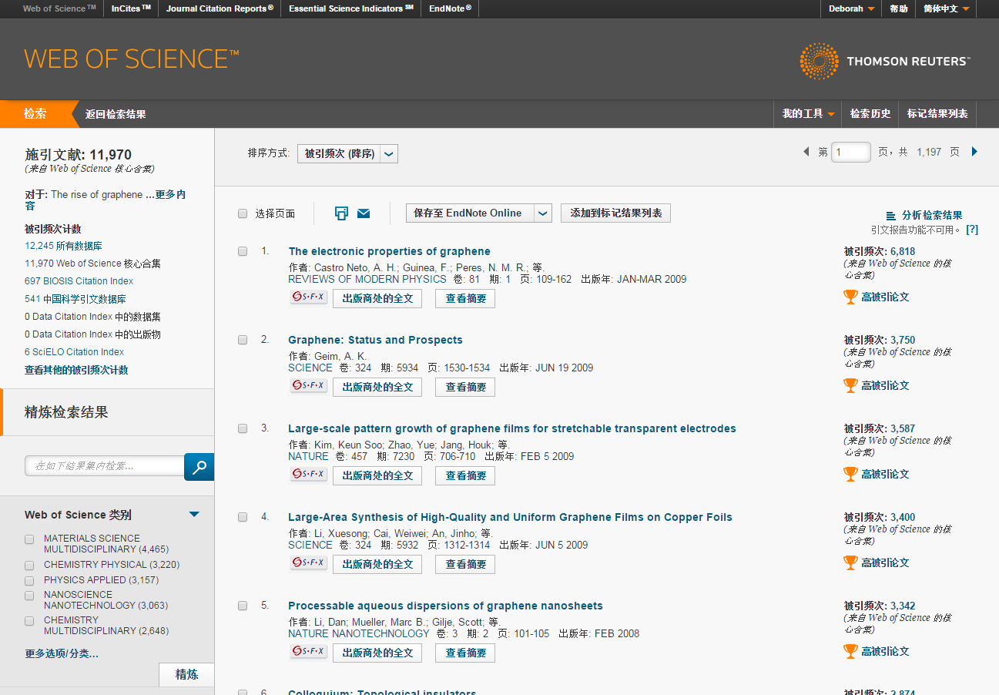 Web of Science™ InCites™ Journal Citation Reports® Essential Science Indicators℠ EndNote® Deborah 帮助 简体中文
WEB OF SCIENCE™
THOMSON REUTERS™
检索 返回检索结果 我的工具 检索历史 标记结果列表
施引文献: 11,970
(来自 Web of Science 核心合集)
对于: The rise of graphene ...更多内
容
被引频次计数
12,245 所有数据库
11,970 Web of Science 核心合集
697 BIOSIS Citation Index
541 中国科学引文数据库
0 Data Citation Index 中的数据集
0 Data Citation Index 中的出版物
6 SciELO Citation Index
查看其他的被引频次计数
精炼检索结果
在如下结果集内检索...
Web of Science 类别
MATERIALS SCIENCE
MULTIDISCIPLINARY (4,465)
CHEMISTRY PHYSICAL (3,220)
PHYSICS APPLIED (3,157)
NANOSCIENCE
NANOTECHNOLOGY (3,063)
CHEMISTRY
MULTIDISCIPLINARY (2,648)
更多选项/分类...
精炼
排序方式: 被引频次 (降序)
第 1 页，共 1,197 页
选择页面 保存至 EndNote Online 添加到标记结果列表
分析检索结果
引文报告功能不可用。 [?]
1. The electronic properties of graphene
作者: Castro Neto, A. H.; Guinea, F.; Peres, N. M. R.; 等.
REVIEWS OF MODERN PHYSICS 卷: 81 期: 1 页: 109-162 出版年: JAN-MAR 2009
S·F·X 出版商处的全文 查看摘要
被引频次: 6,818
(来自 Web of Science 的核
心合集)
高被引论文
2. Graphene: Status and Prospects
作者: Geim, A. K.
SCIENCE 卷: 324 期: 5934 页: 1530-1534 出版年: JUN 19 2009
S·F·X 出版商处的全文 查看摘要
被引频次: 3,750
(来自 Web of Science 的核
心合集)
高被引论文
3. Large-scale pattern growth of graphene films for stretchable transparent electrodes
作者: Kim, Keun Soo; Zhao, Yue; Jang, Houk; 等.
NATURE 卷: 457 期: 7230 页: 706-710 出版年: FEB 5 2009
S·F·X 出版商处的全文 查看摘要
被引频次: 3,587
(来自 Web of Science 的核
心合集)
高被引论文
4. Large-Area Synthesis of High-Quality and Uniform Graphene Films on Copper Foils
作者: Li, Xuesong; Cai, Weiwei; An, Jinho; 等.
SCIENCE 卷: 324 期: 5932 页: 1312-1314 出版年: JUN 5 2009
S·F·X 出版商处的全文 查看摘要
被引频次: 3,400
(来自 Web of Science 的核
心合集)
高被引论文
5. Processable aqueous dispersions of graphene nanosheets
作者: Li, Dan; Mueller, Marc B.; Gilje, Scott; 等.
NATURE NANOTECHNOLOGY 卷: 3 期: 2 页: 101-105 出版年: FEB 2008
S·F·X 出版商处的全文 查看摘要
被引频次: 3,342
(来自 Web of Science 的核
心合集)
高被引论文
6. Colloquium: Topological insulators
被引频次: 2,874